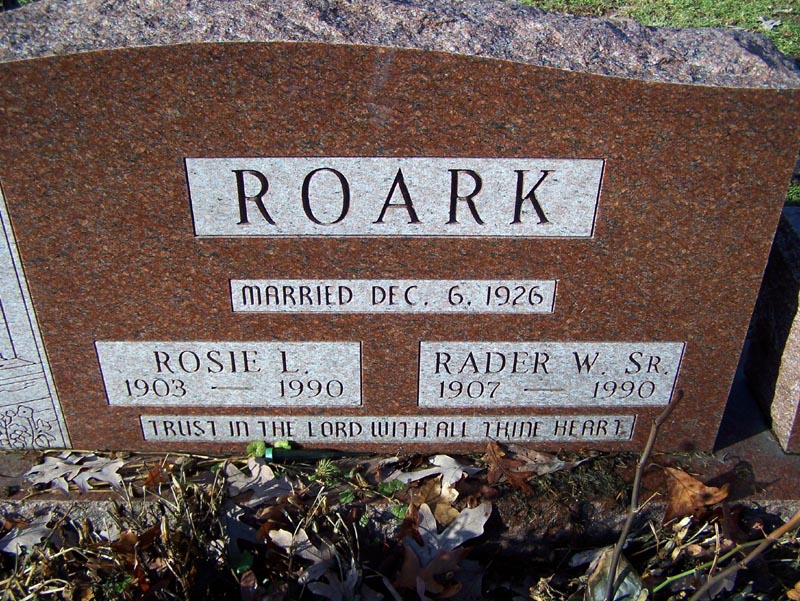 ROARK
MARRIED DEC. 6, 1926
ROSIE L.
1903 — 1990
RADER W. SR.
1907 — 1990
TRUST IN THE LORD WITH ALL THINE HEART.